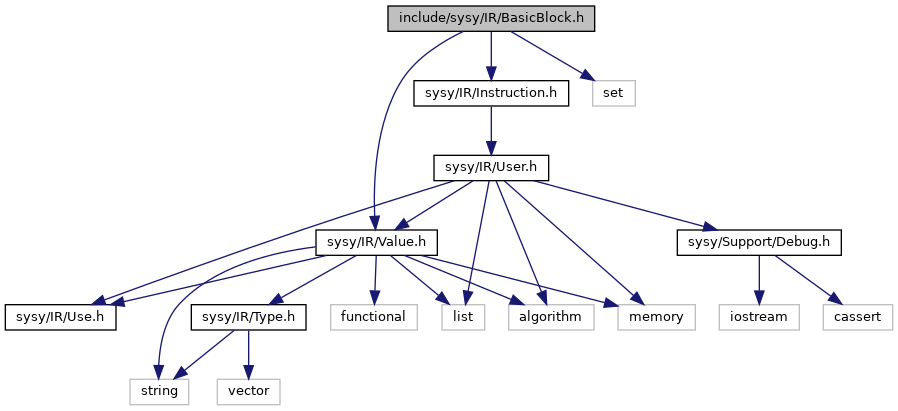 include/sysy/IR/BasicBlock.h
sysy/IR/Instruction.h
set
sysy/IR/User.h
sysy/IR/Value.h
sysy/Support/Debug.h
sysy/IR/Use.h
sysy/IR/Type.h
functional
list
algorithm
memory
iostream
cassert
string
vector